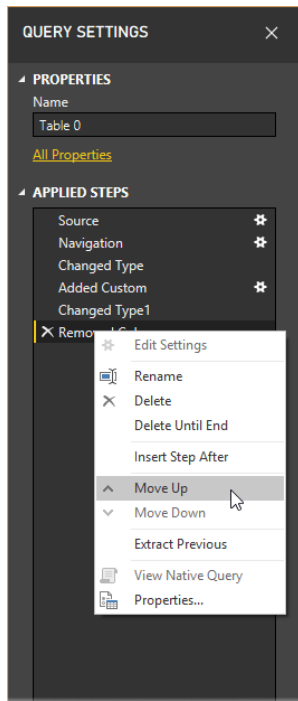 QUERY SETTINGS
PROPERTIES
Name
Table 0
All Properties
APPLIED STEPS
Source
Navigation
Changed Type
Added Custom
Changed Type1
Edit Settings
Rename
Delete
Delete Until End
Insert Step After
Move Up
Move Down
Extract Previous
View Native Query
Properties...